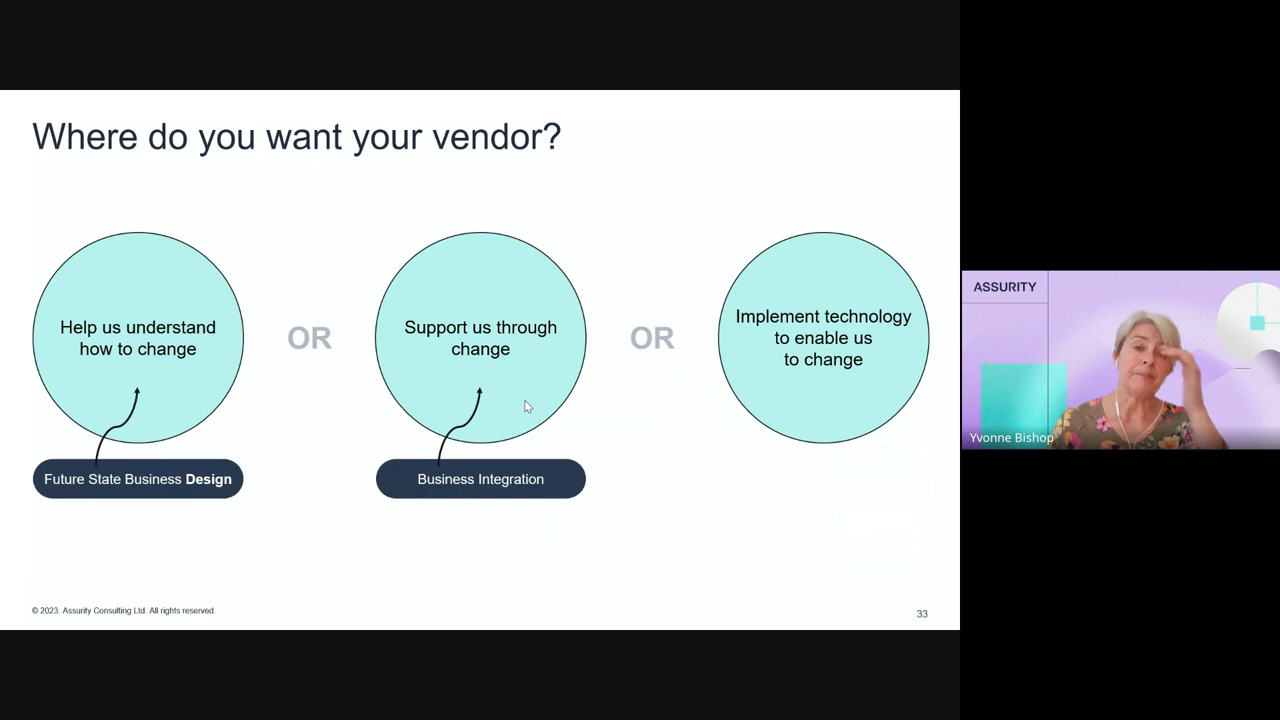 Where do you want your vendor?
Help us understand
how to change
OR
Support us through
change
OR
Implement technology
to enable us
to change
Future State Business Design
Business Integration
© 2023. Assurity Consulting Ltd. All rights reserved.
33
ASSURITY
Yvonne Bishop